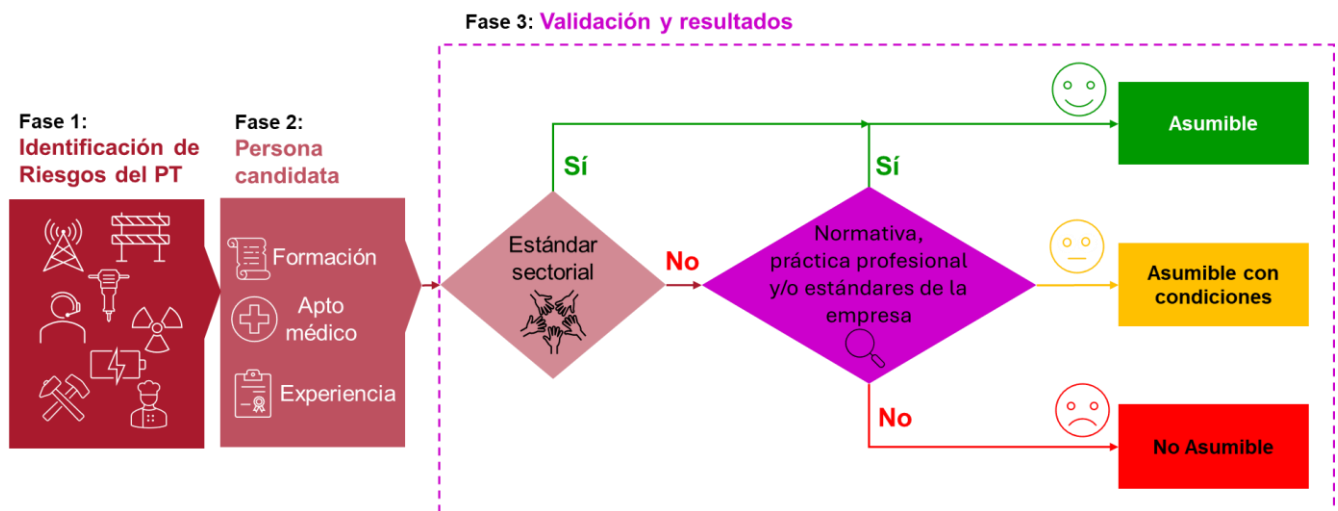 Fase 3: Validación y resultados
Fase 1:
Identificación de
Riesgos del PT
Fase 2:
Persona
candidata
Formación
Apto
médico
Experiencia
Estándar
sectorial
Sí
No
Normativa,
práctica profesional
y/o estándares de la
empresa
Sí
No
Asumible
Asumible con
condiciones
No Asumible